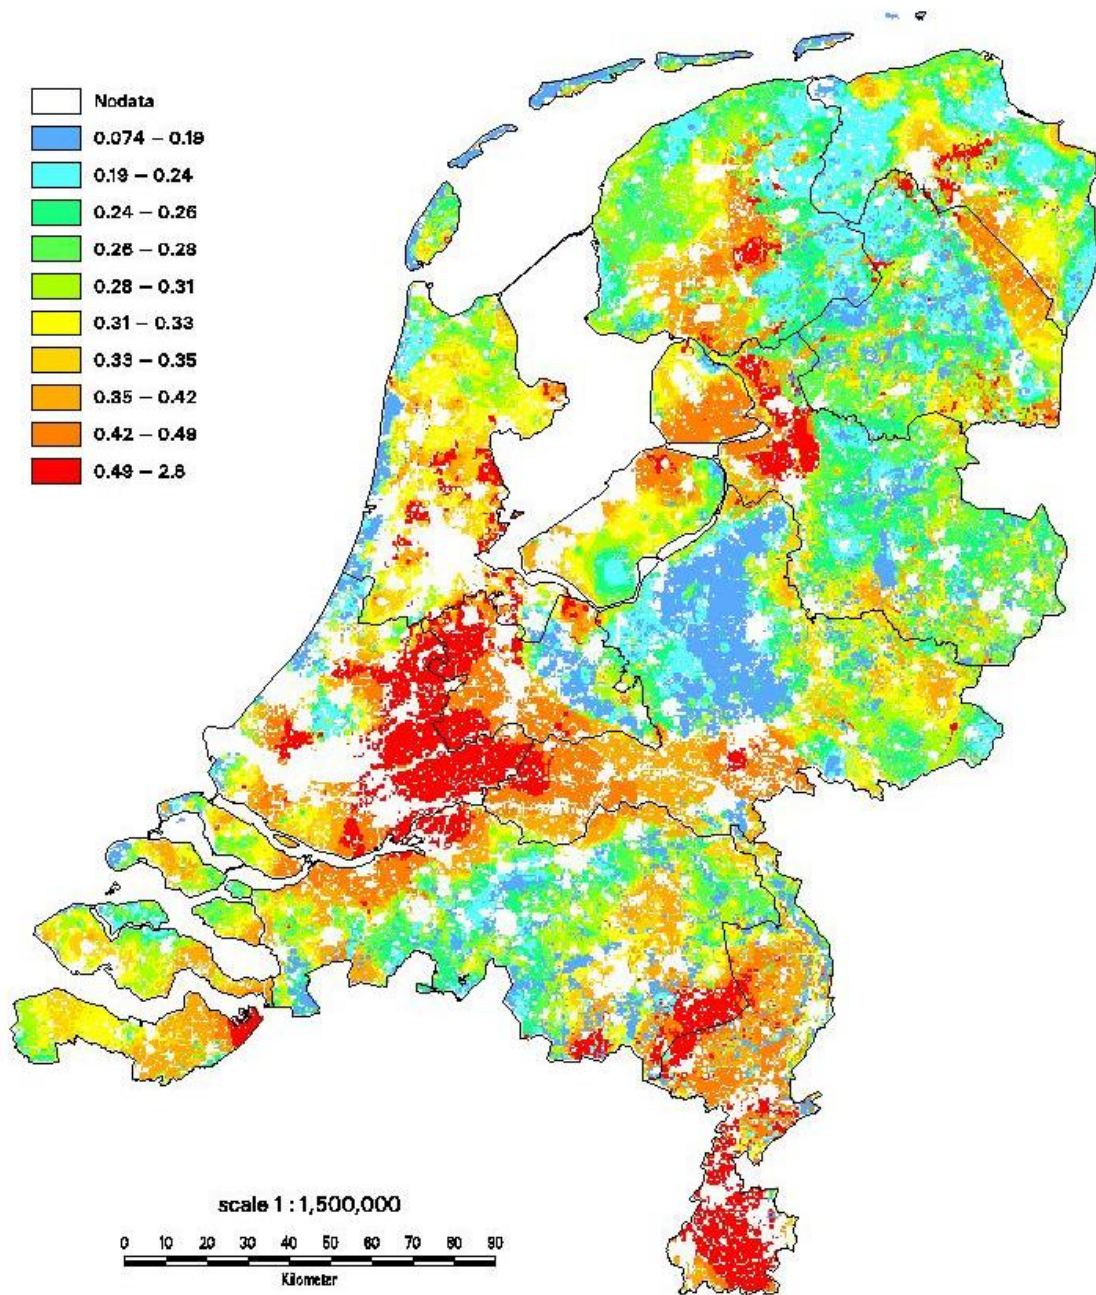 Nodata
0.074 – 0.19
0.19 – 0.24
0.24 – 0.26
0.26 – 0.28
0.28 – 0.31
0.31 – 0.33
0.33 – 0.35
0.35 – 0.42
0.42 – 0.49
0.49 – 2.8
scale 1 : 1,500,000
0 10 20 30 40 50 60 70 80 90
Kilometer